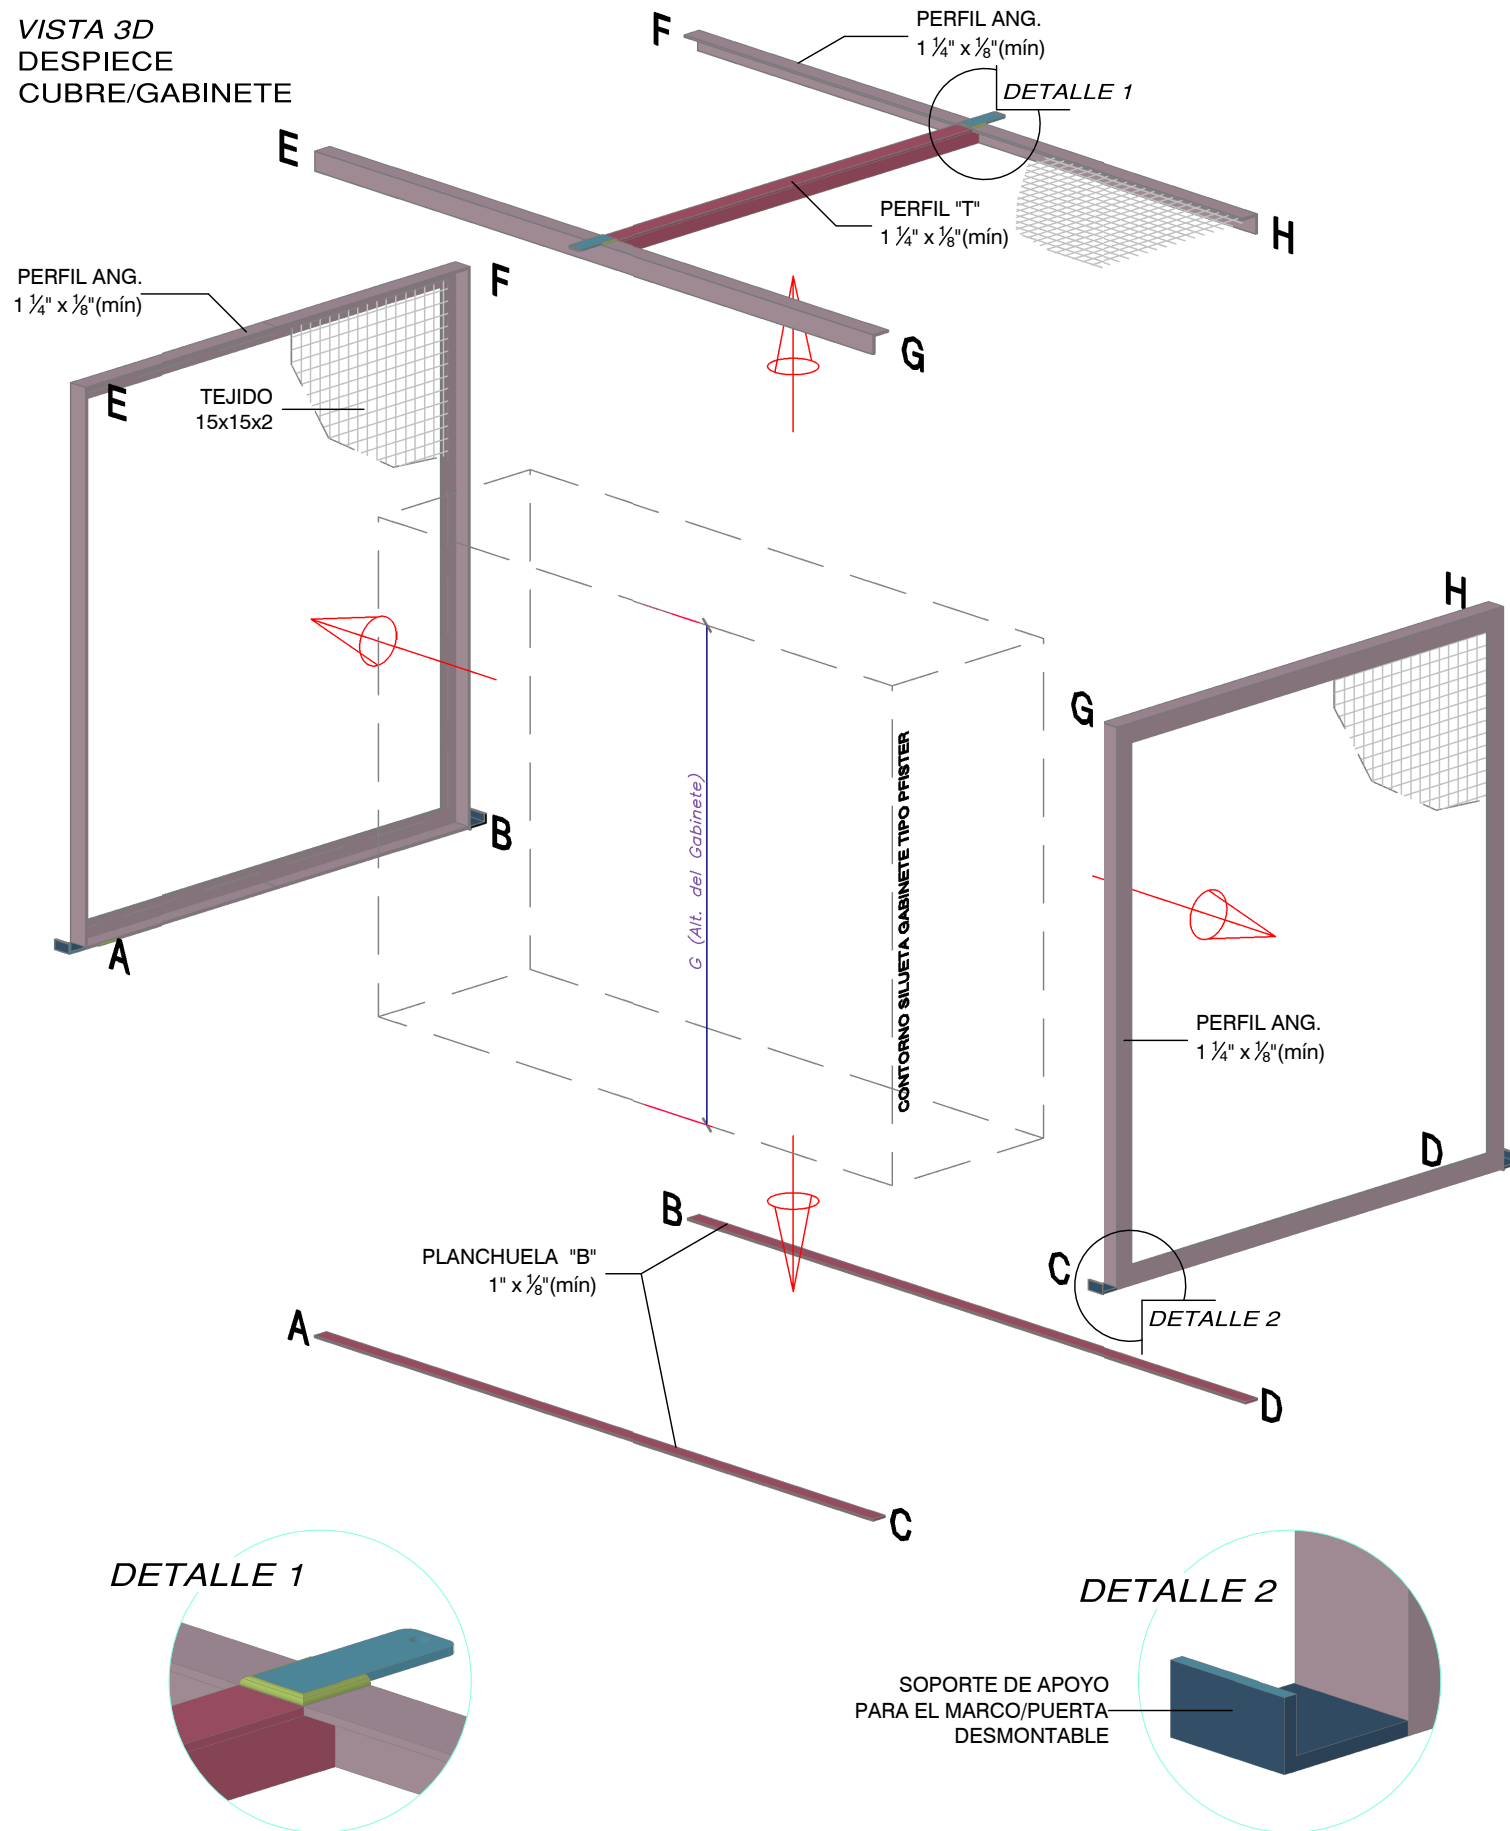 VISTA 3D
DESPIECE
CUBRE/GABINETE
F
PERFIL ANG.
1 ¼" x ⅛"(mín)
DETALLE 1
E
PERFIL "T"
1 ¼" x ⅛"(mín)
H
G
PERFIL ANG.
1 ¼" x ⅛"(mín)
F
E
TEJIDO
15x15x2
B
A
G (Alt. del Gabinete)
CONTORNO SILUETA GABINETE TIPO PFISTER
H
G
PERFIL ANG.
1 ¼" x ⅛"(mín)
D
C
DETALLE 2
B
PLANCHUELA "B"
1" x ⅛"(mín)
A
D
C
DETALLE 1
DETALLE 2
SOPORTE DE APOYO
PARA EL MARCO/PUERTA
DESMONTABLE